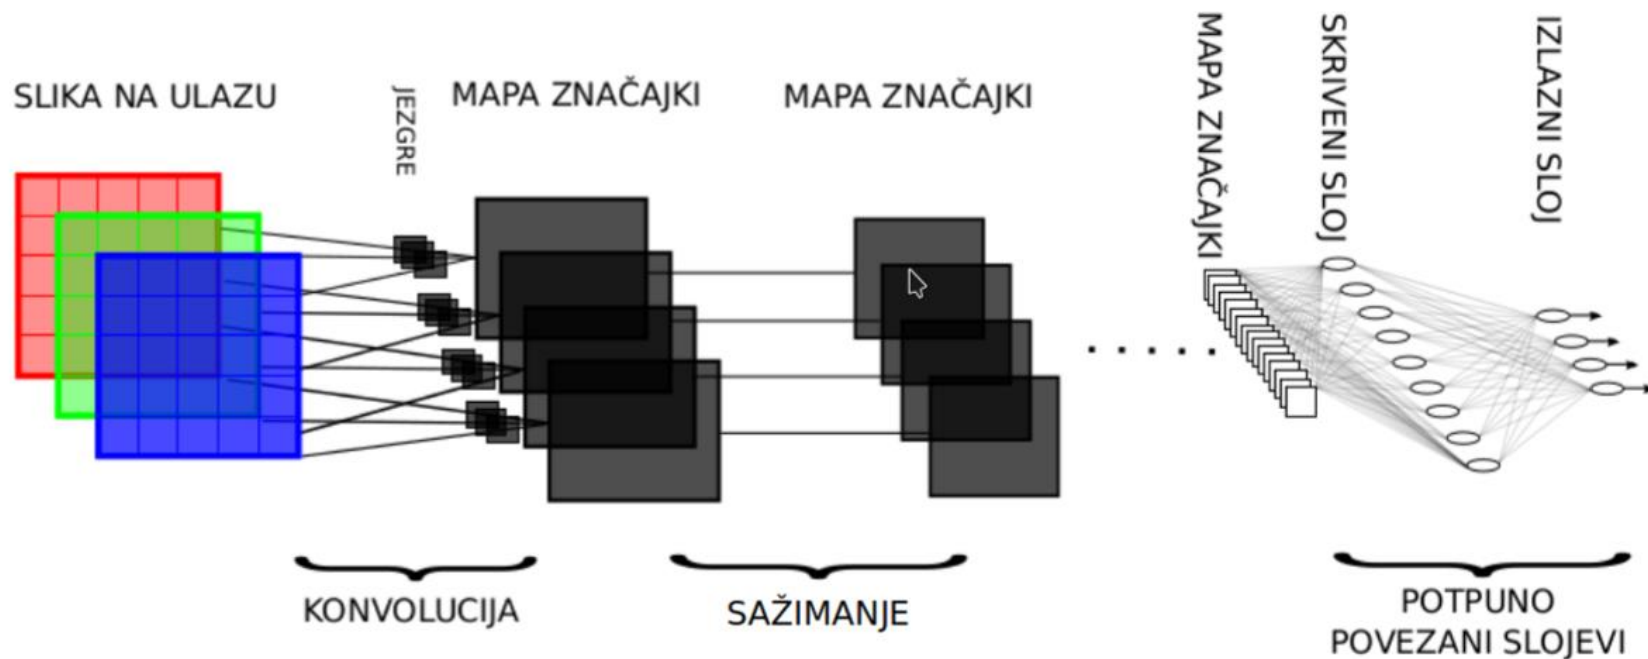 SLIKA NA ULAZU
JEZGRE
MAPA ZNAČAJKI
MAPA ZNAČAJKI
MAPA ZNAČAJKI
SKRIVENI SLOJ
IZLAZNI SLOJ
KONVOLUCIJA
SAŽIMANJE
POTPUNO
POVEZANI SLOJEVI